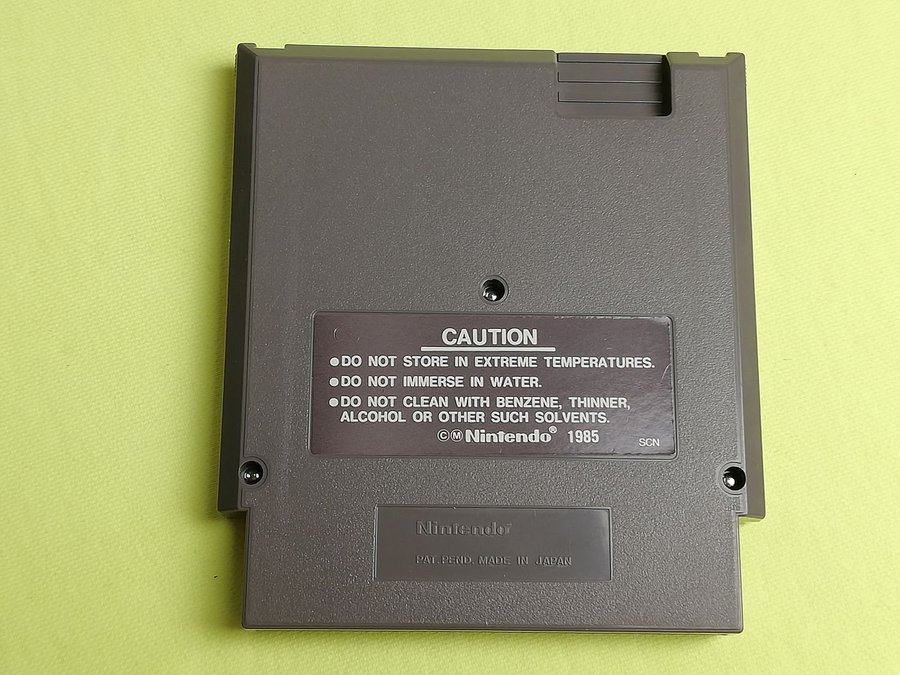 CAUTION
●DO NOT STORE IN EXTREME TEMPERATURES.
●DO NOT IMMERSE IN WATER.
●DO NOT CLEAN WITH BENZENE, THINNER,
ALCOHOL OR OTHER SUCH SOLVENTS.
©Ⓜ Nintendo® 1985 SCN
Nintendo®
PAT. PEND. MADE IN JAPAN